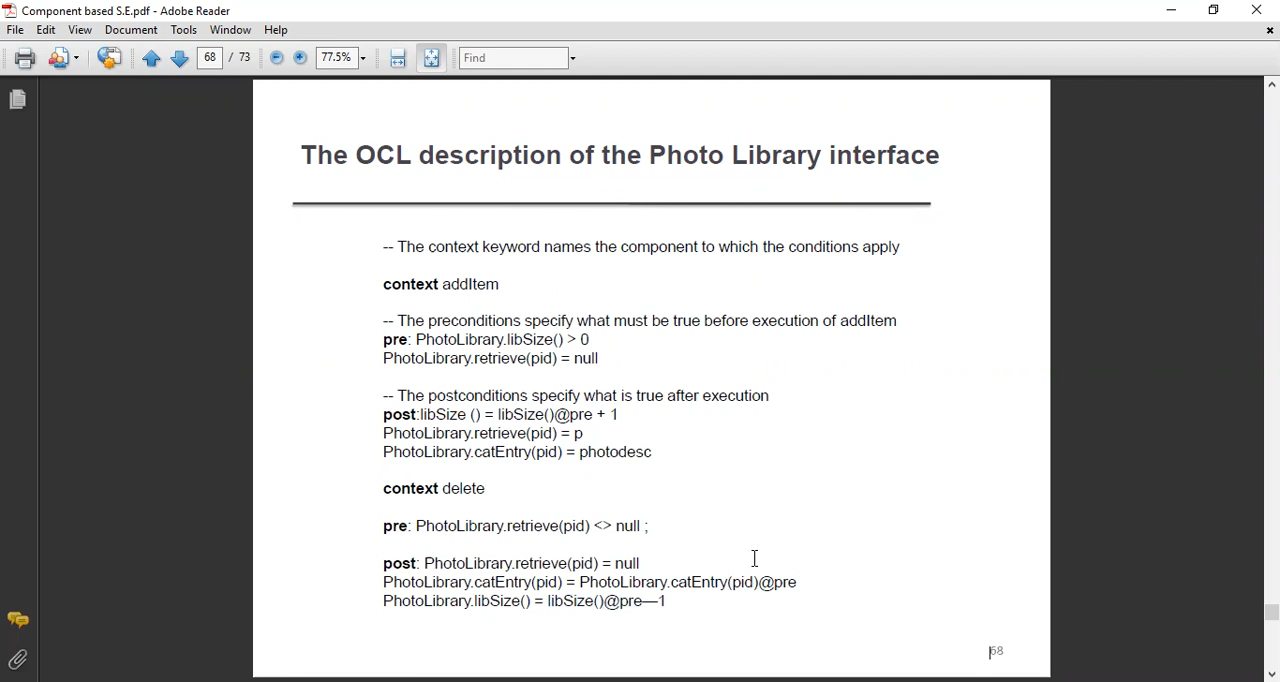 Component based S.E.pdf - Adobe Reader
File Edit View Document Tools Window Help
68 / 73 77.5% Find
The OCL description of the Photo Library interface
-- The context keyword names the component to which the conditions apply
context addItem
-- The preconditions specify what must be true before execution of addItem
pre: PhotoLibrary.libSize() > 0
PhotoLibrary.retrieve(pid) = null
-- The postconditions specify what is true after execution
post:libSize () = libSize()@pre + 1
PhotoLibrary.retrieve(pid) = p
PhotoLibrary.catEntry(pid) = photodesc
context delete
pre: PhotoLibrary.retrieve(pid) <> null ;
post: PhotoLibrary.retrieve(pid) = null
PhotoLibrary.catEntry(pid) = PhotoLibrary.catEntry(pid)@pre
PhotoLibrary.libSize() = libSize()@pre—1
68